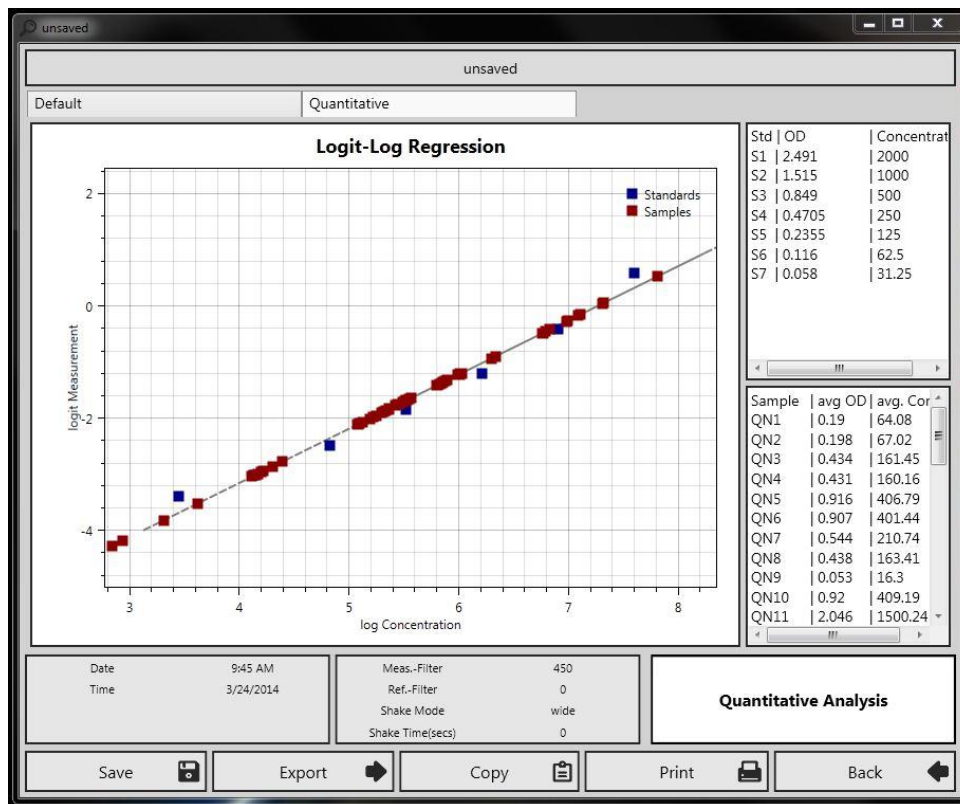 unsaved
unsaved
Default
Quantitative
Logit-Log Regression
Standards
Samples
2
0
-2
-4
logit Measurement
3 4 5 6 7 8
log Concentration
Std | OD | Concentrat
S1 | 2.491 | 2000
S2 | 1.515 | 1000
S3 | 0.849 | 500
S4 | 0.4705 | 250
S5 | 0.2355 | 125
S6 | 0.116 | 62.5
S7 | 0.058 | 31.25
Sample | avg OD | avg. Cor
QN1 | 0.19 | 64.08
QN2 | 0.198 | 67.02
QN3 | 0.434 | 161.45
QN4 | 0.431 | 160.16
QN5 | 0.916 | 406.79
QN6 | 0.907 | 401.44
QN7 | 0.544 | 210.74
QN8 | 0.438 | 163.41
QN9 | 0.053 | 16.3
QN10 | 0.92 | 409.19
QN11 | 2.046 | 1500.24
Date 9:45 AM
Time 3/24/2014
Meas.-Filter 450
Ref.-Filter 0
Shake Mode wide
Shake Time(secs) 0
Quantitative Analysis
Save
Export
Copy
Print
Back